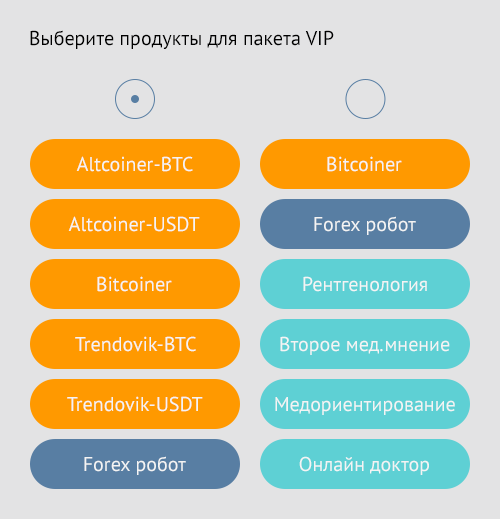 Выберите продукты для пакета VIP
Altcoiner-BTC
Altcoiner-USDT
Bitcoiner
Trendovik-BTC
Trendovik-USDT
Forex робот
Bitcoiner
Forex робот
Рентгенология
Второе мед.мнение
Медориентирование
Онлайн доктор